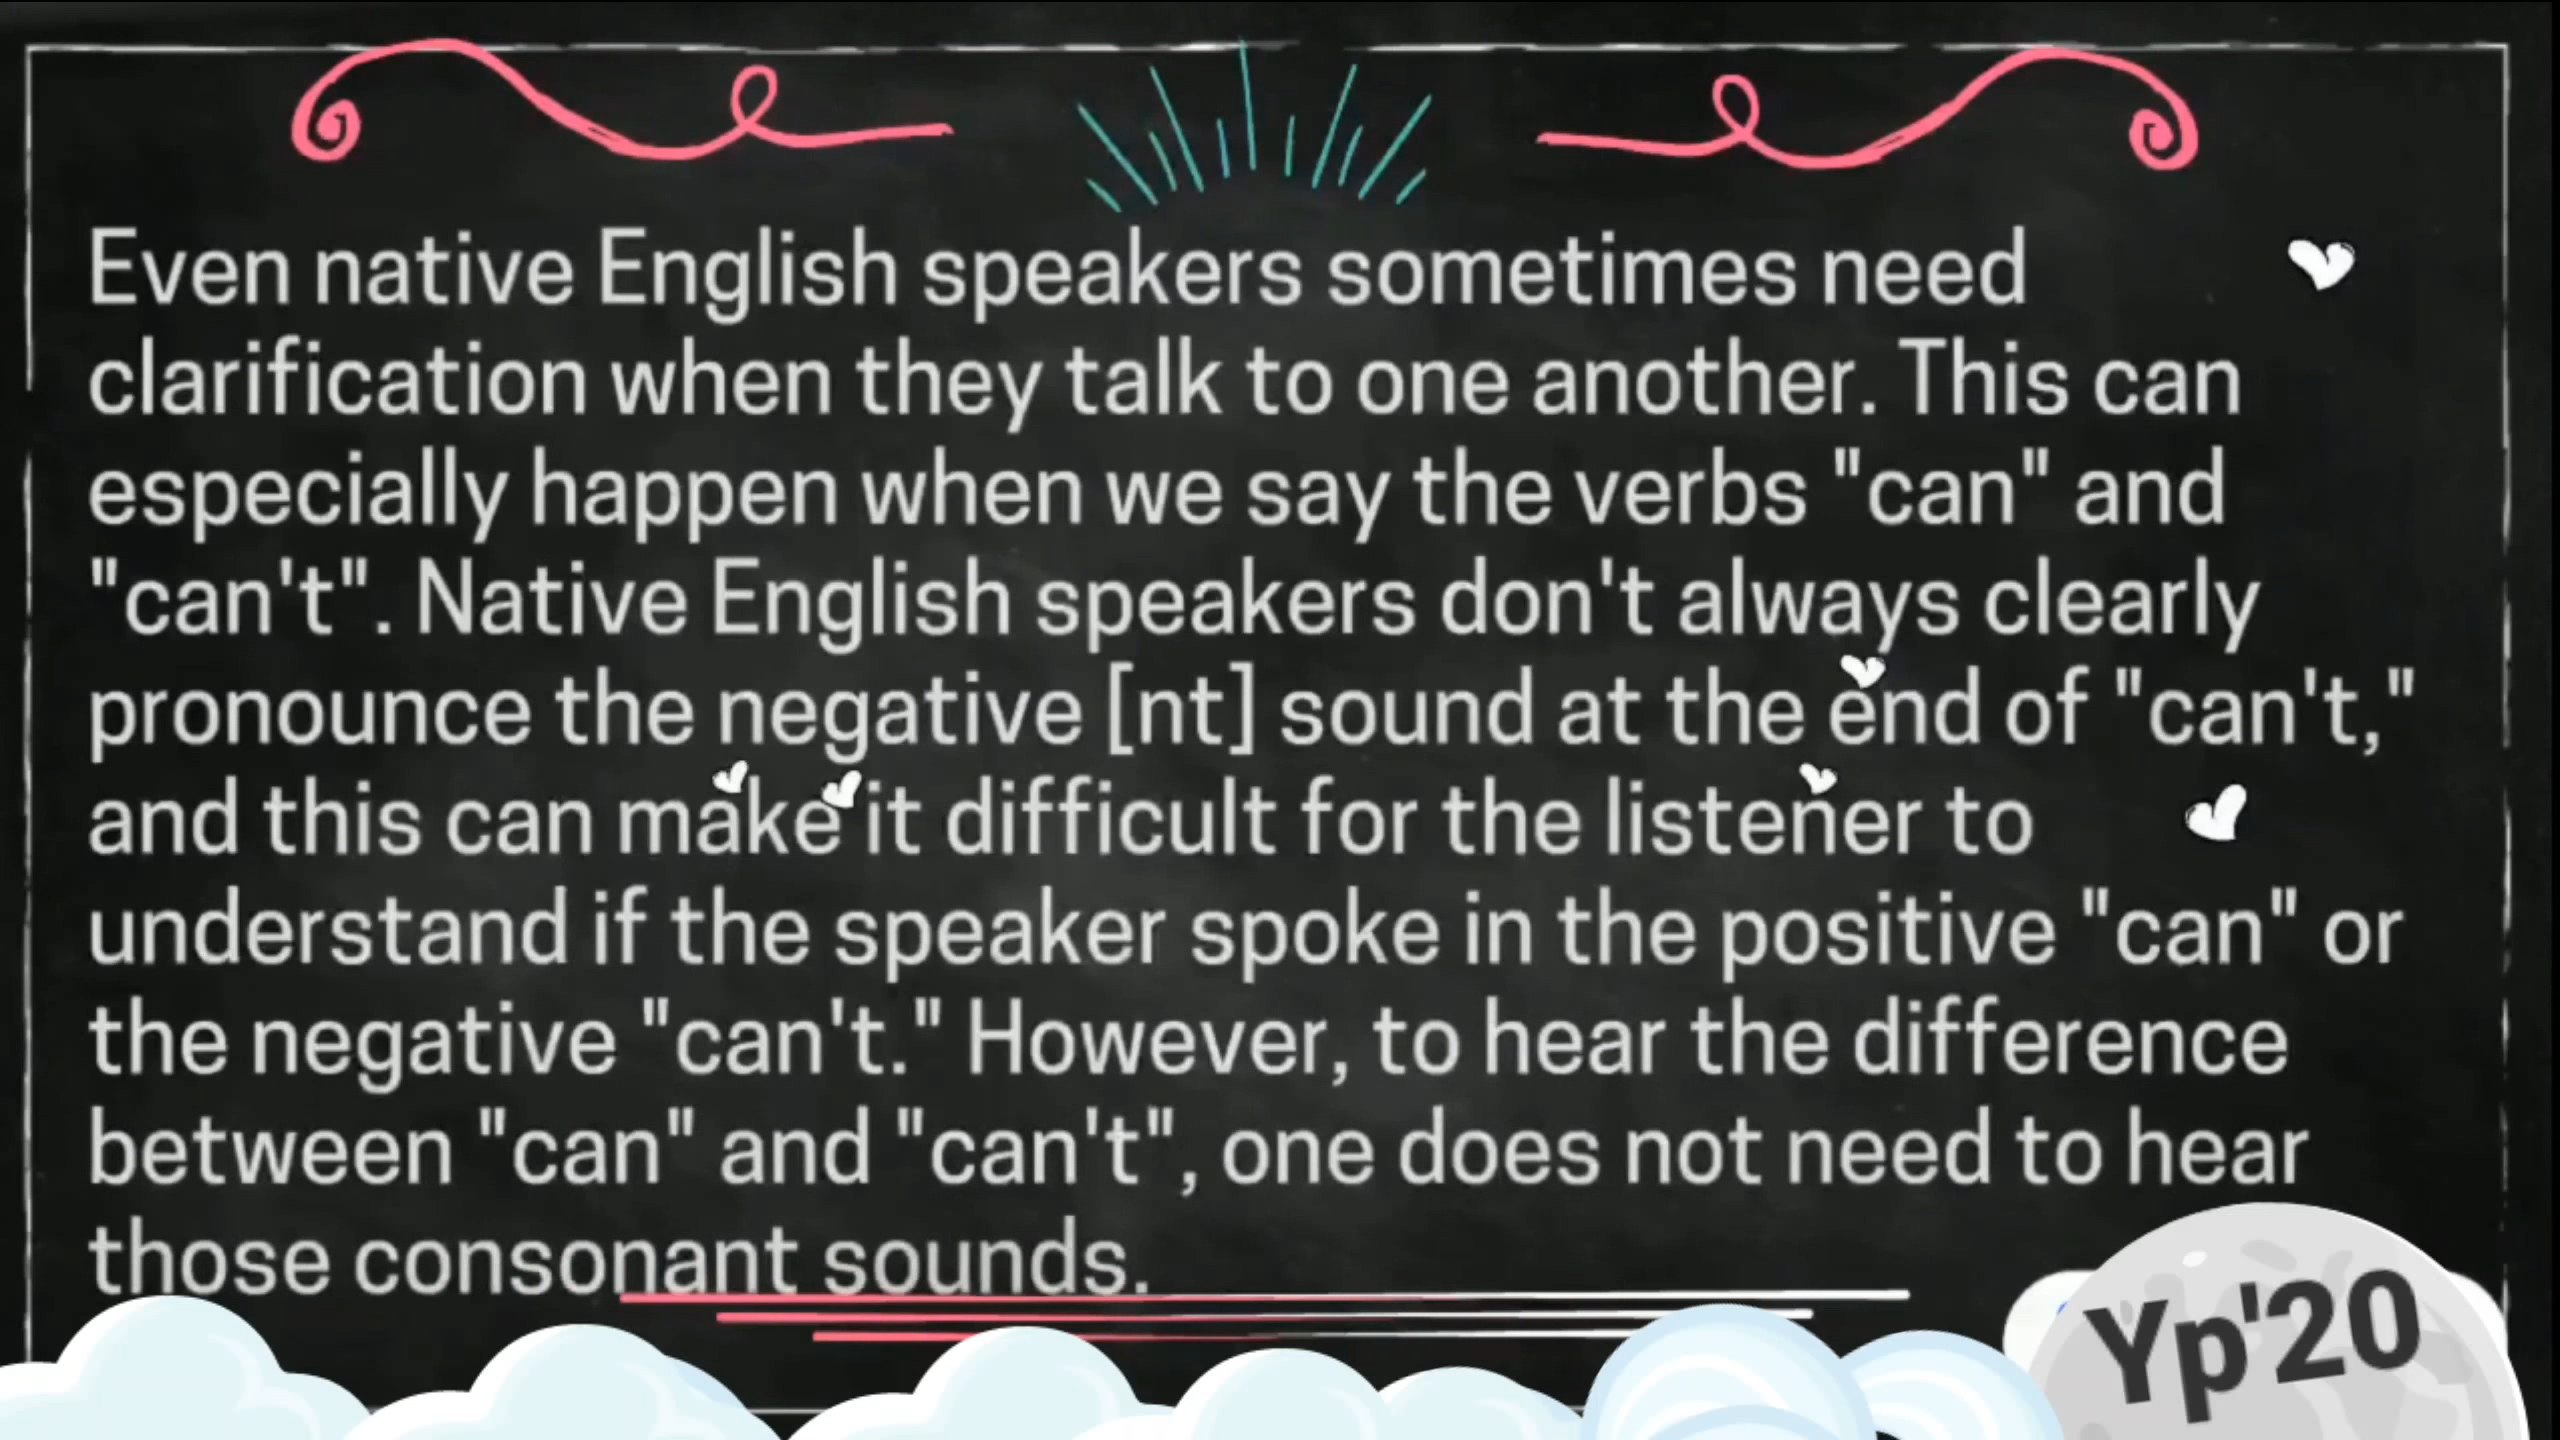 Even native English speakers sometimes need
clarification when they talk to one another. This can
especially happen when we say the verbs "can" and
"can't". Native English speakers don't always clearly
pronounce the negative [nt] sound at the end of "can't,"
and this can make it difficult for the listener to
understand if the speaker spoke in the positive "can" or
the negative "can't." However, to hear the difference
between "can" and "can't", one does not need to hear
those consonant sounds.
Yp'20